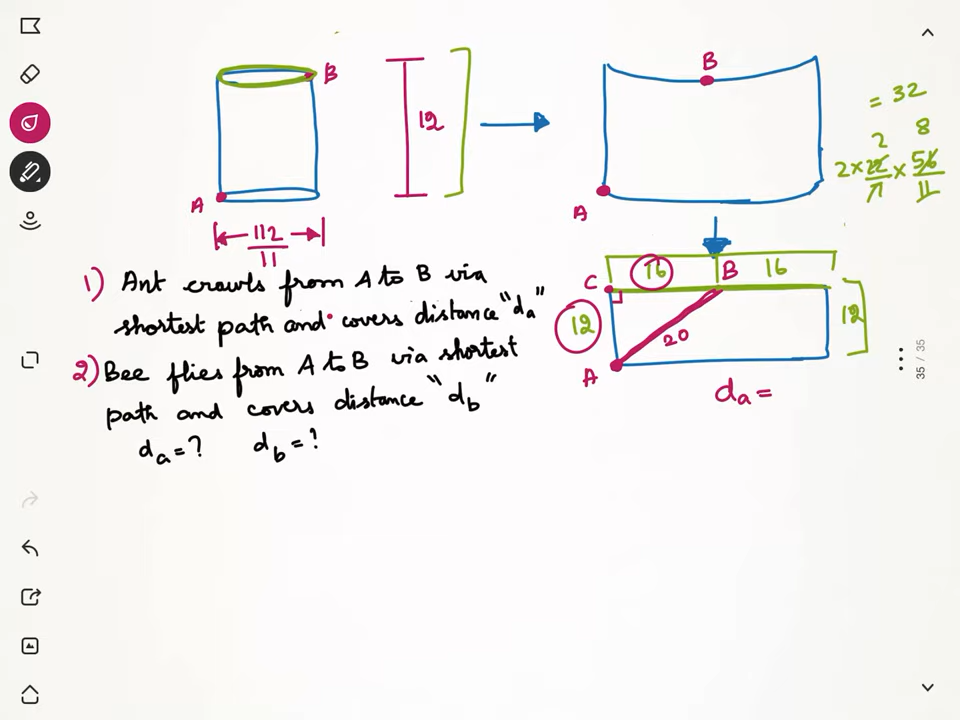 B
12
A
112
11
B
A
= 32
2 8
2 × 22 × 56
7 11
1) Ant crawls from A to B via
shortest path and covers distance "da"
2) Bee flies from A to B via shortest
path and covers distance "db"
da = ? db = ?
16 B 16
C
12
12
20
A
da =
35 / 35